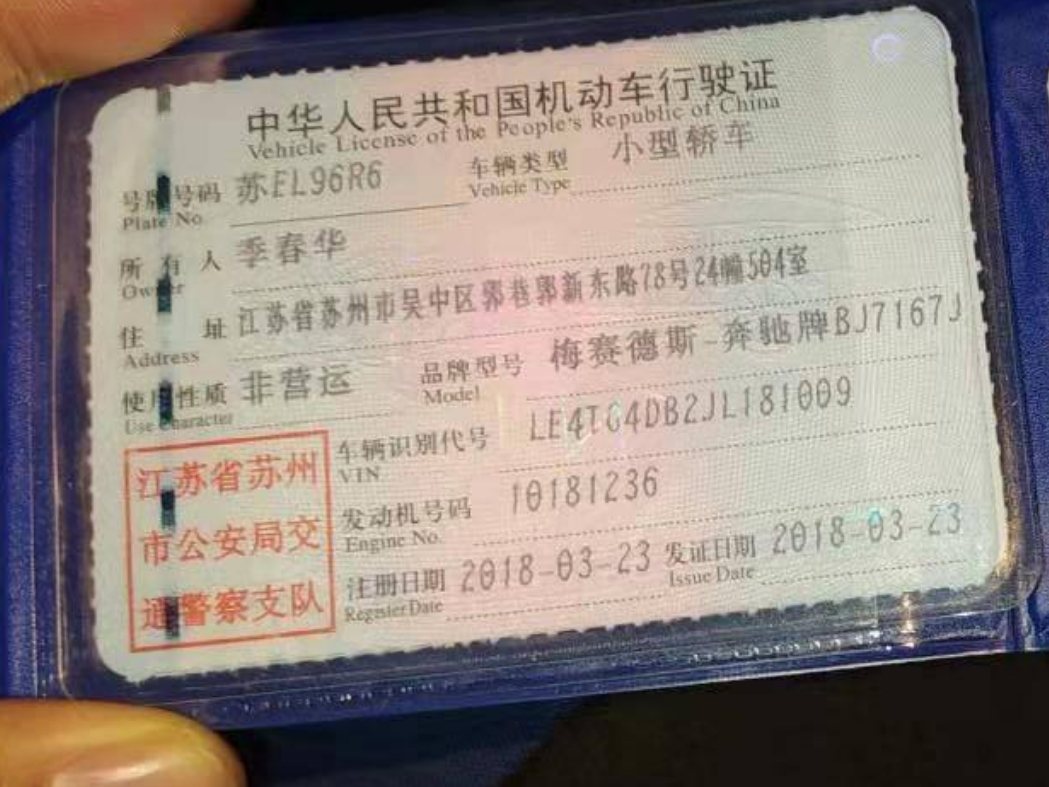 中华人民共和国机动车行驶证
Vehicle License of the People's Republic of China
号牌号码 苏EL96R6 车辆类型 小型轿车
Plate No. Vehicle Type
所有人 季春华
Owner
住址 江苏省苏州市吴中区郭巷郭新东路78号24幢504室
Address
使用性质 非营运 品牌型号 梅赛德斯-奔驰牌BJ7167J
Use Character Model
车辆识别代号 LE4TG4DB2JL181009
VIN
发动机号码 10181236
Engine No.
注册日期 2018-03-23 发证日期 2018-03-23
Register Date Issue Date
江苏省苏州
市公安局交
通警察支队